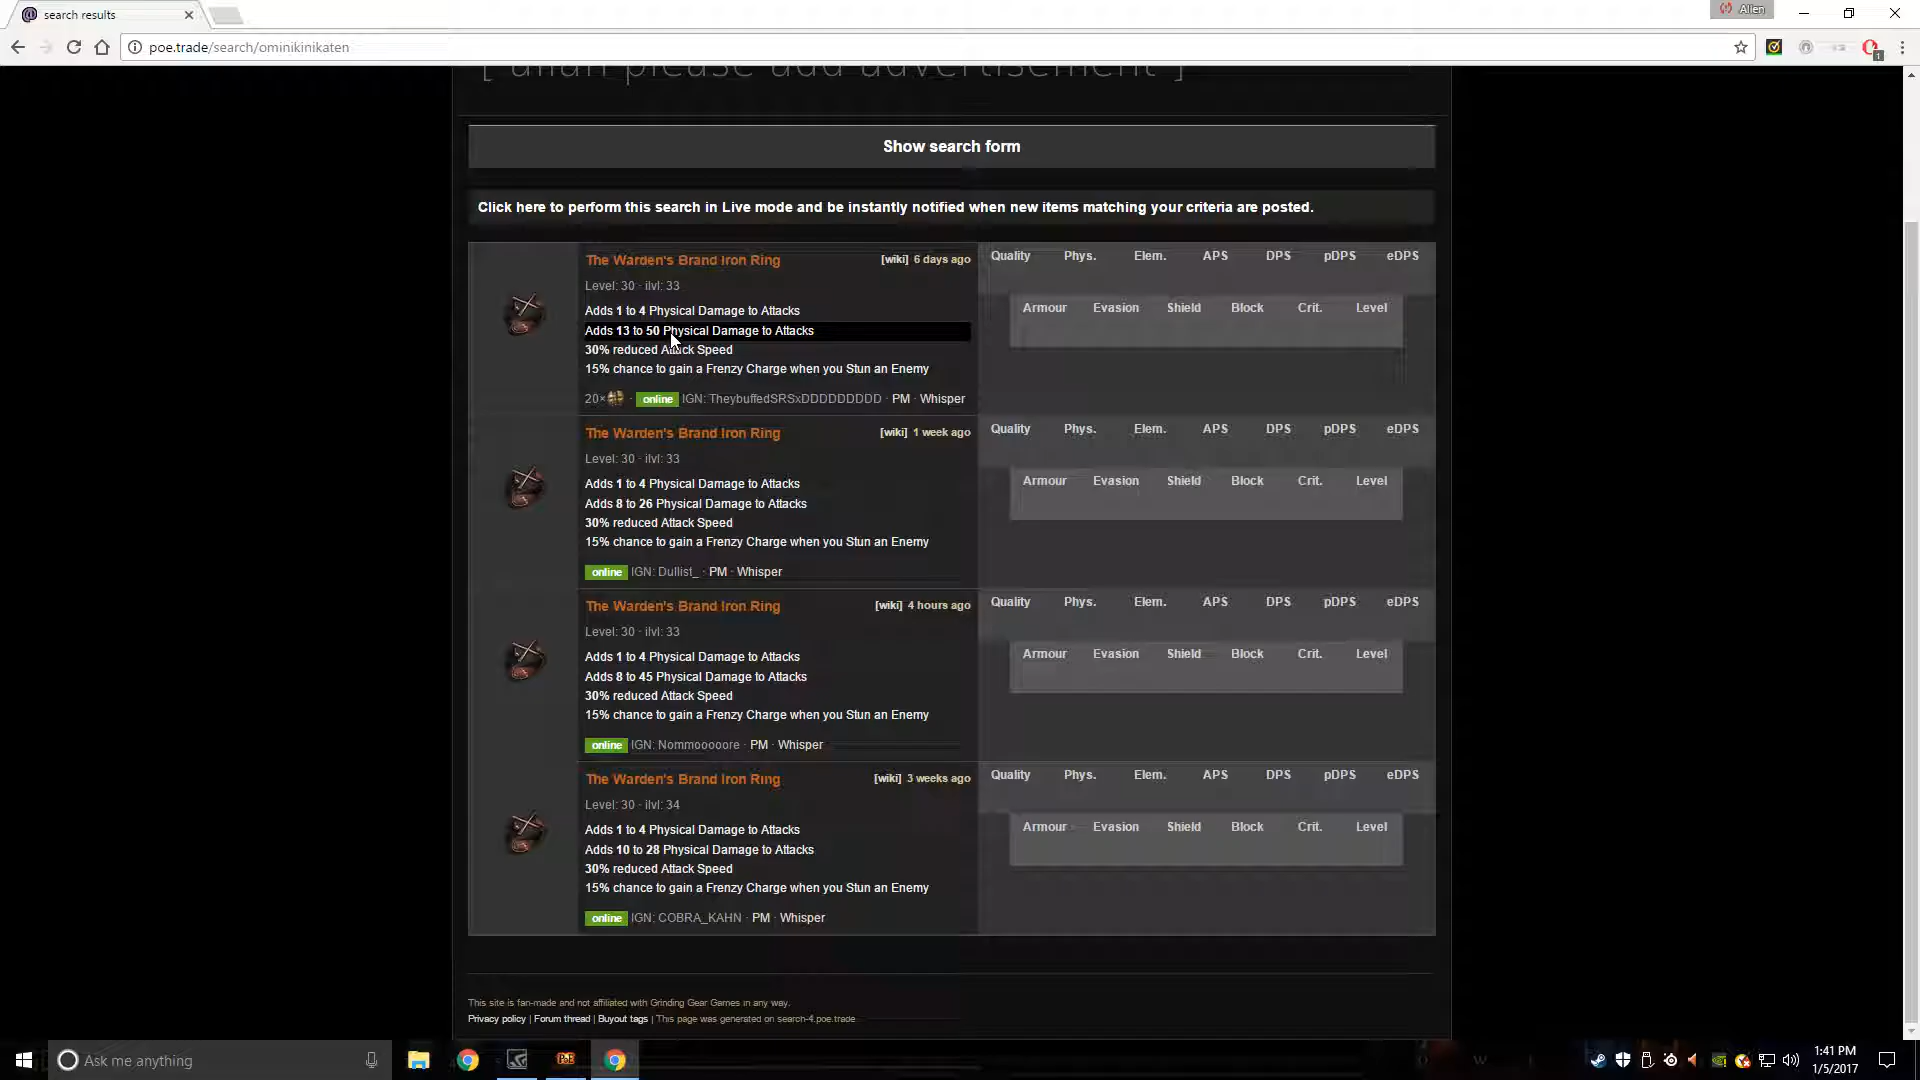 search results
Allen
poe.trade/search/ominikinikaten
[ allan please add advertisement ]
Show search form
Click here to perform this search in Live mode and be instantly notified when new items matching your criteria are posted.
The Warden's Brand Iron Ring [wiki] 6 days ago
Quality Phys. Elem. APS DPS pDPS eDPS
Level: 30 · ilvl: 33
Armour Evasion Shield Block Crit. Level
Adds 1 to 4 Physical Damage to Attacks
Adds 13 to 50 Physical Damage to Attacks
30% reduced Attack Speed
15% chance to gain a Frenzy Charge when you Stun an Enemy
20× · online IGN: TheybuffedSRSxDDDDDDDDD · PM · Whisper
The Warden's Brand Iron Ring [wiki] 1 week ago
Quality Phys. Elem. APS DPS pDPS eDPS
Level: 30 · ilvl: 33
Armour Evasion Shield Block Crit. Level
Adds 1 to 4 Physical Damage to Attacks
Adds 8 to 26 Physical Damage to Attacks
30% reduced Attack Speed
15% chance to gain a Frenzy Charge when you Stun an Enemy
online IGN: Dullist_ · PM · Whisper
The Warden's Brand Iron Ring [wiki] 4 hours ago
Quality Phys. Elem. APS DPS pDPS eDPS
Level: 30 · ilvl: 33
Armour Evasion Shield Block Crit. Level
Adds 1 to 4 Physical Damage to Attacks
Adds 8 to 45 Physical Damage to Attacks
30% reduced Attack Speed
15% chance to gain a Frenzy Charge when you Stun an Enemy
online IGN: Nommooooore · PM · Whisper
The Warden's Brand Iron Ring [wiki] 3 weeks ago
Quality Phys. Elem. APS DPS pDPS eDPS
Level: 30 · ilvl: 34
Armour Evasion Shield Block Crit. Level
Adds 1 to 4 Physical Damage to Attacks
Adds 10 to 28 Physical Damage to Attacks
30% reduced Attack Speed
15% chance to gain a Frenzy Charge when you Stun an Enemy
online IGN: COBRA_KAHN · PM · Whisper
This site is fan-made and not affiliated with Grinding Gear Games in any way.
Privacy policy | Forum thread | Buyout tags | This page was generated on search-4.poe.trade
Ask me anything
PoE
1:41 PM
1/5/2017